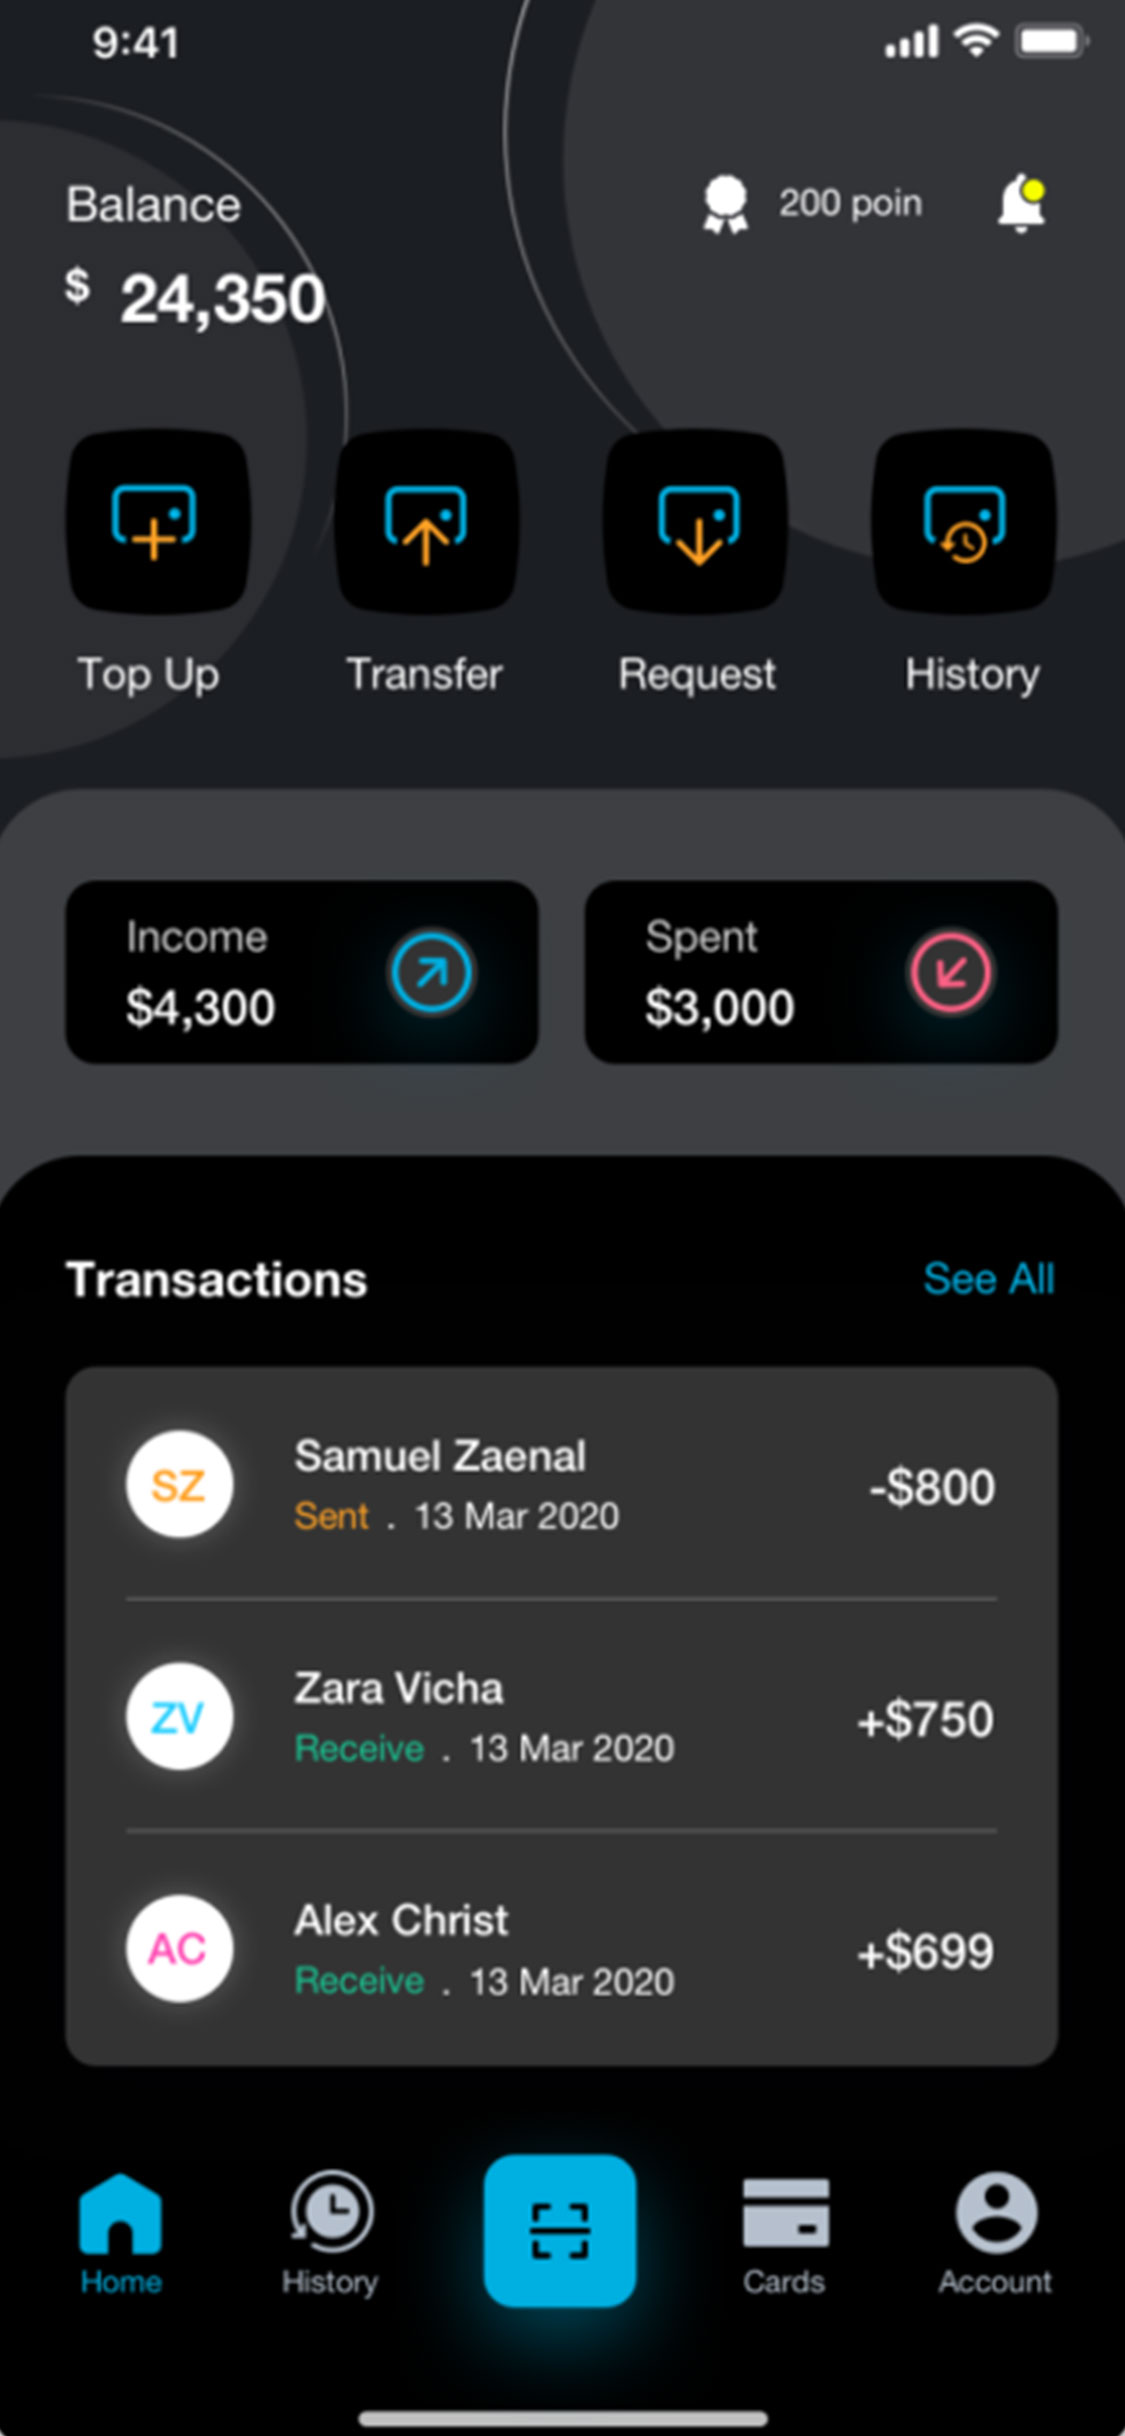 9:41
Balance
200 poin
$ 24,350
Top Up
Transfer
Request
History
Income
$4,300
Spent
$3,000
Transactions
See All
SZ
Samuel Zaenal
Sent . 13 Mar 2020
-$800
ZV
Zara Vicha
Receive . 13 Mar 2020
+$750
AC
Alex Christ
Receive . 13 Mar 2020
+$699
Home
History
Cards
Account